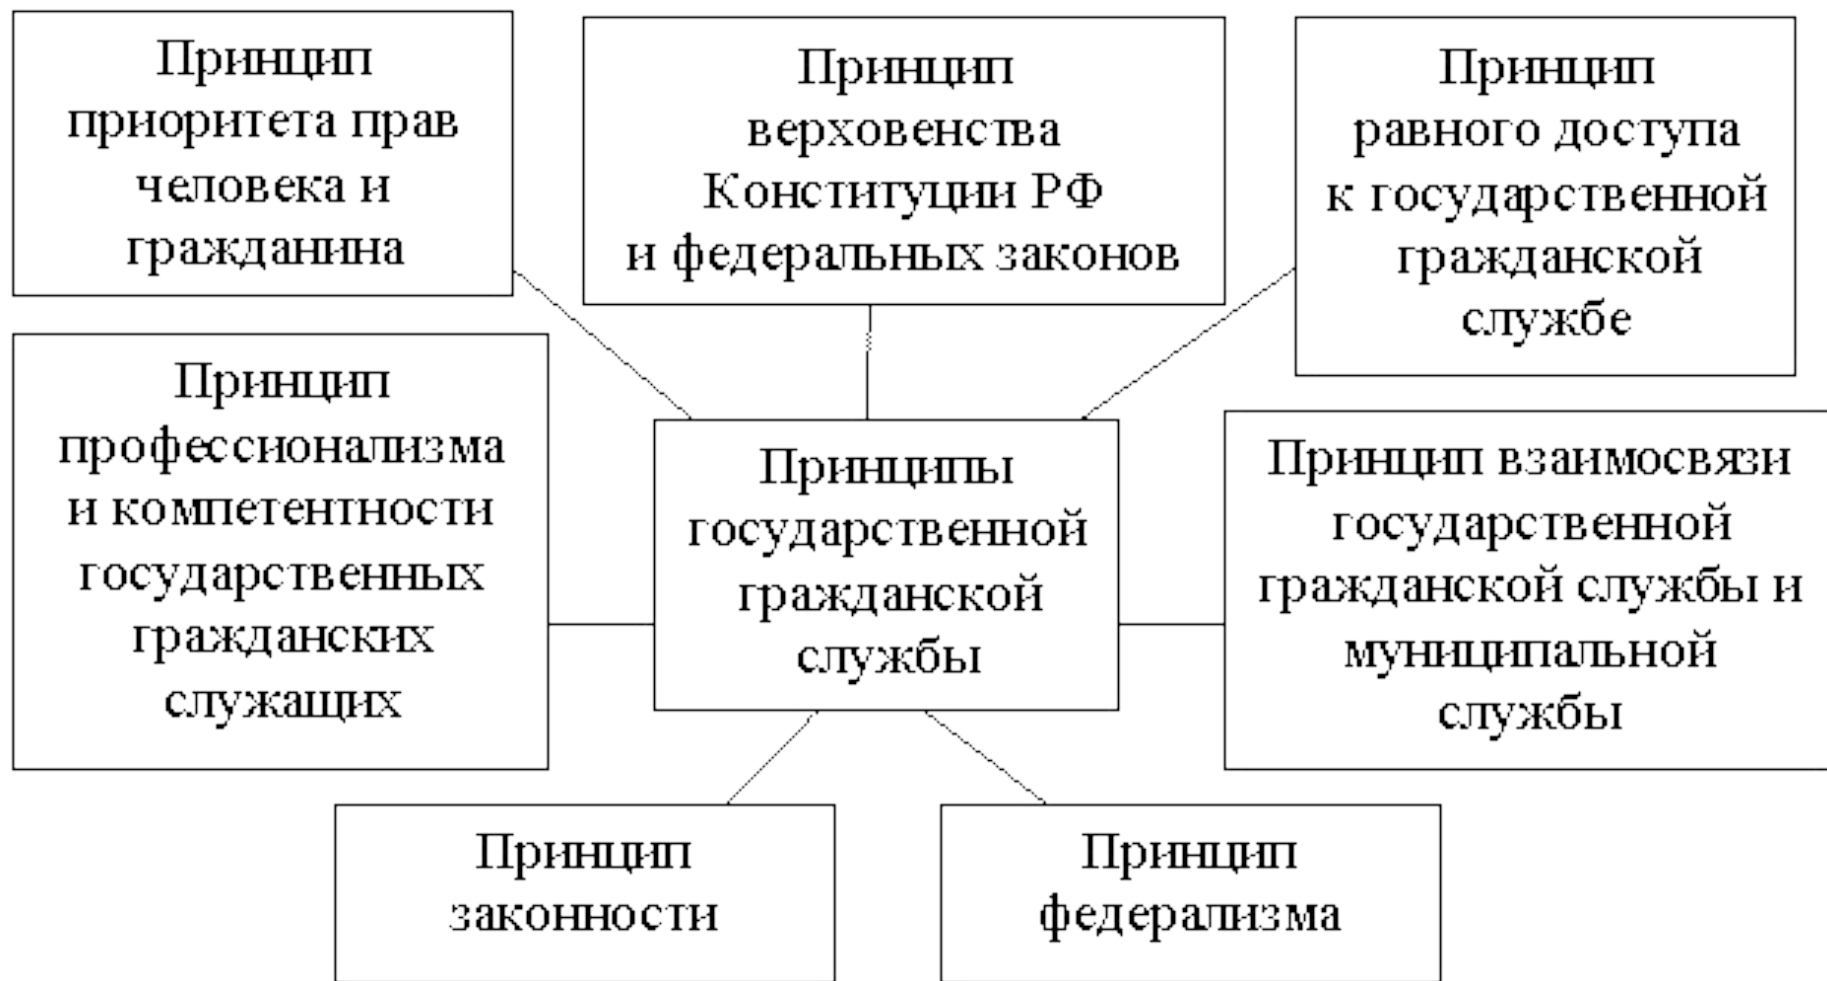 Принцип
приоритета прав
человека и
гражданина
Принцип
верховенства
Конституции РФ
и федеральных законов
Принцип
равного доступа
к государственной
гражданской
службе
Принцип
профессионализма
и компетентности
государственных
гражданских
служащих
Принципы
государственной
гражданской
службы
Принцип взаимосвязи
государственной
гражданской службы и
муниципальной
службы
Принцип
законности
Принцип
федерализма